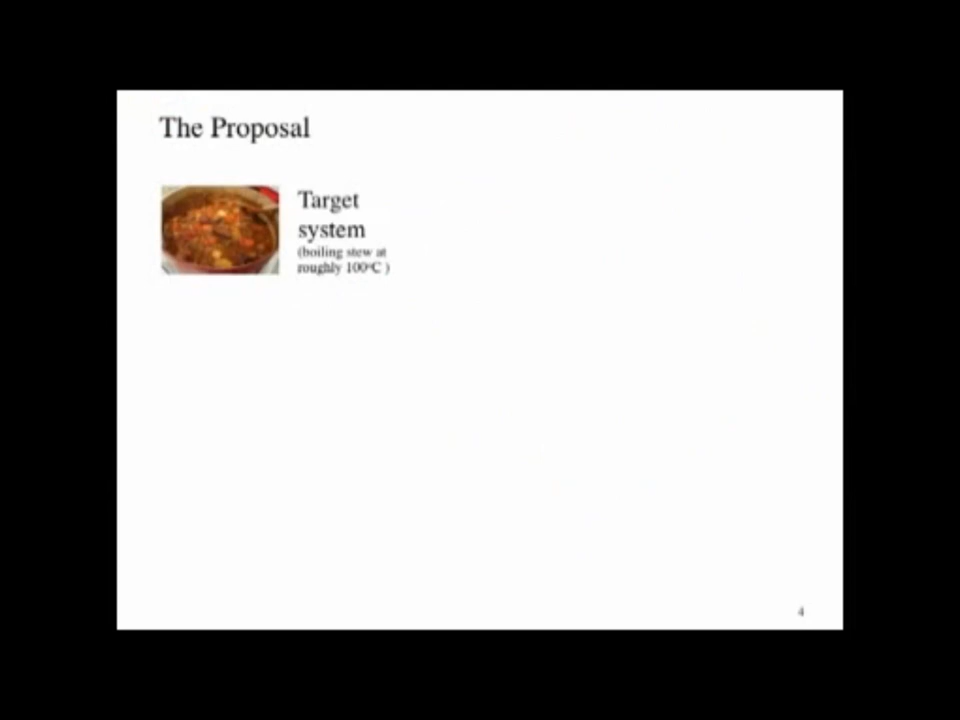 The Proposal
Target
system
(boiling stew at
roughly 100°C )
4